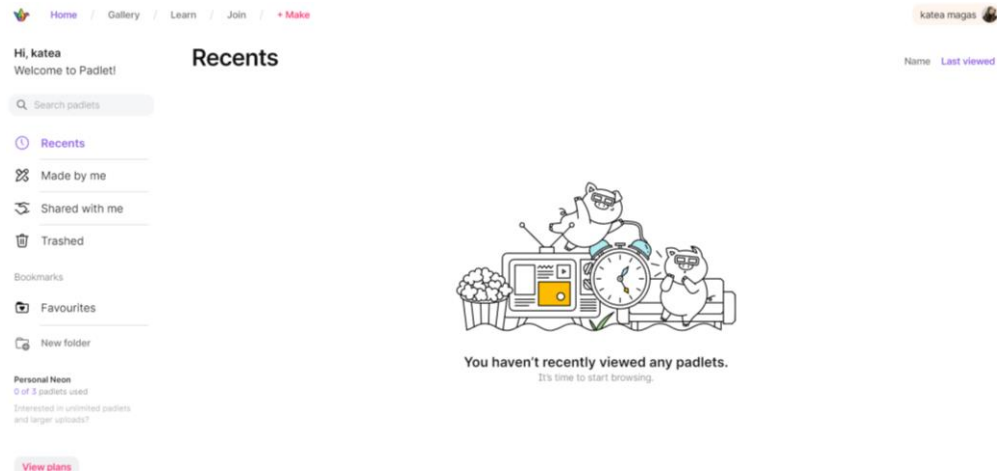 Home / Gallery / Learn / Join / + Make
katea magas
Hi, katea
Welcome to Padlet!
Search padlets
Recents
Made by me
Shared with me
Trashed
Bookmarks
Favourites
New folder
Personal Neon
0 of 3 padlets used
Interested in unlimited padlets
and larger uploads?
View plans
Recents
Name Last viewed
You haven't recently viewed any padlets.
It's time to start browsing.